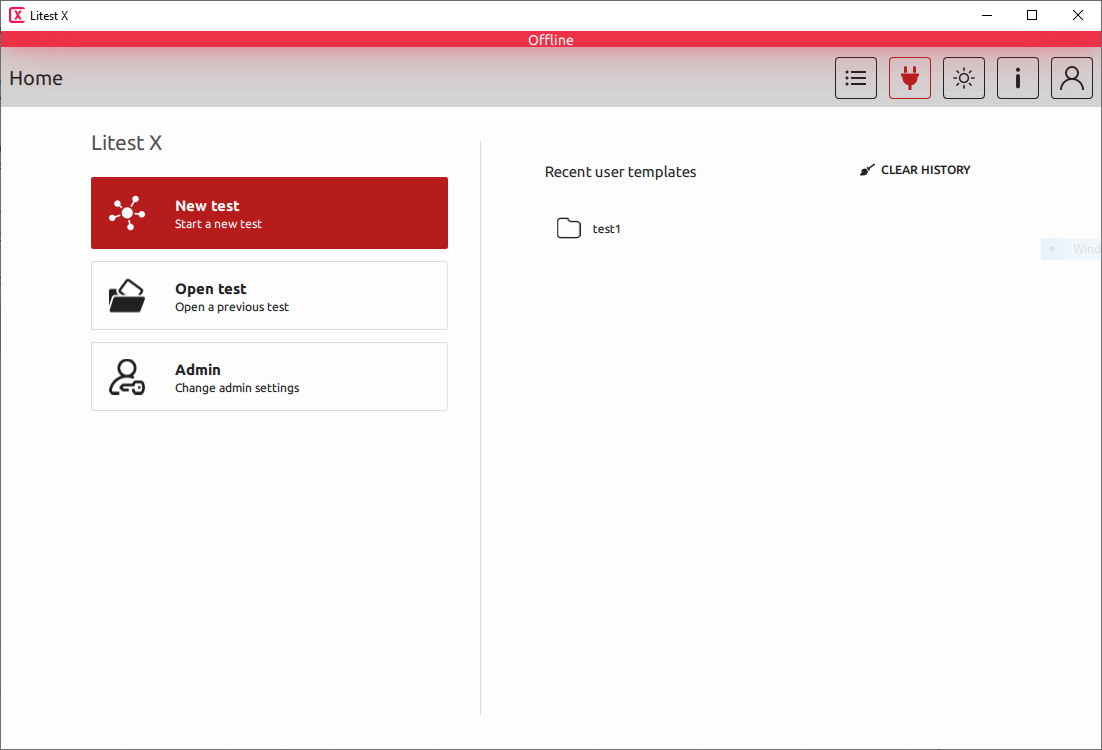 Litest X
Offline
Home
Litest X
New test
Start a new test
Open test
Open a previous test
Admin
Change admin settings
Recent user templates
CLEAR HISTORY
test1
Wind